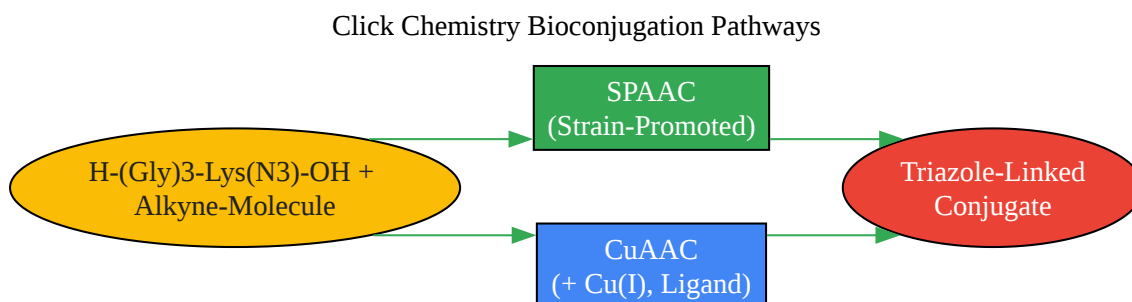 Click Chemistry Bioconjugation Pathways
SPAAC
(Strain-Promoted)
H-(Gly)3-Lys(N3)-OH +
Alkyne-Molecule
Triazole-Linked
Conjugate
CuAAC
(+ Cu(I), Ligand)